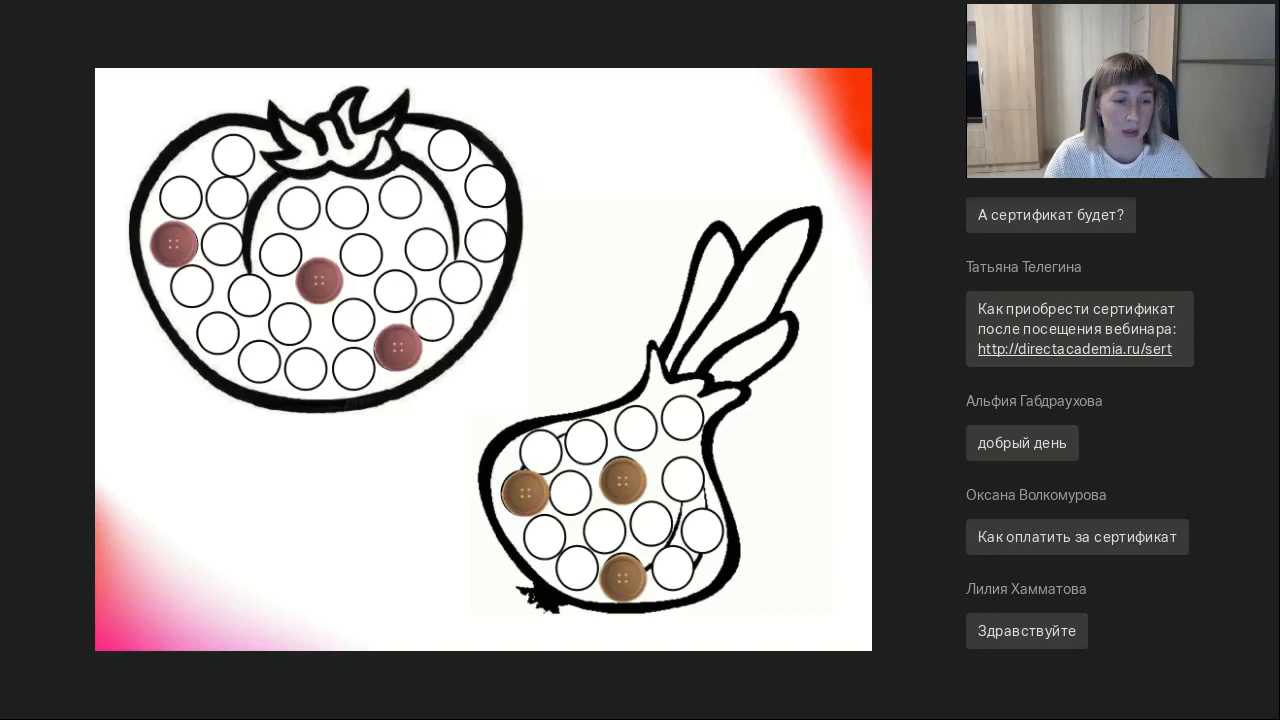 А сертификат будет?
Татьяна Телегина
Как приобрести сертификат
после посещения вебинара:
http://directacademia.ru/sert
Альфия Габдраухова
добрый день
Оксана Волкомурова
Как оплатить за сертификат
Лилия Хамматова
Здравствуйте